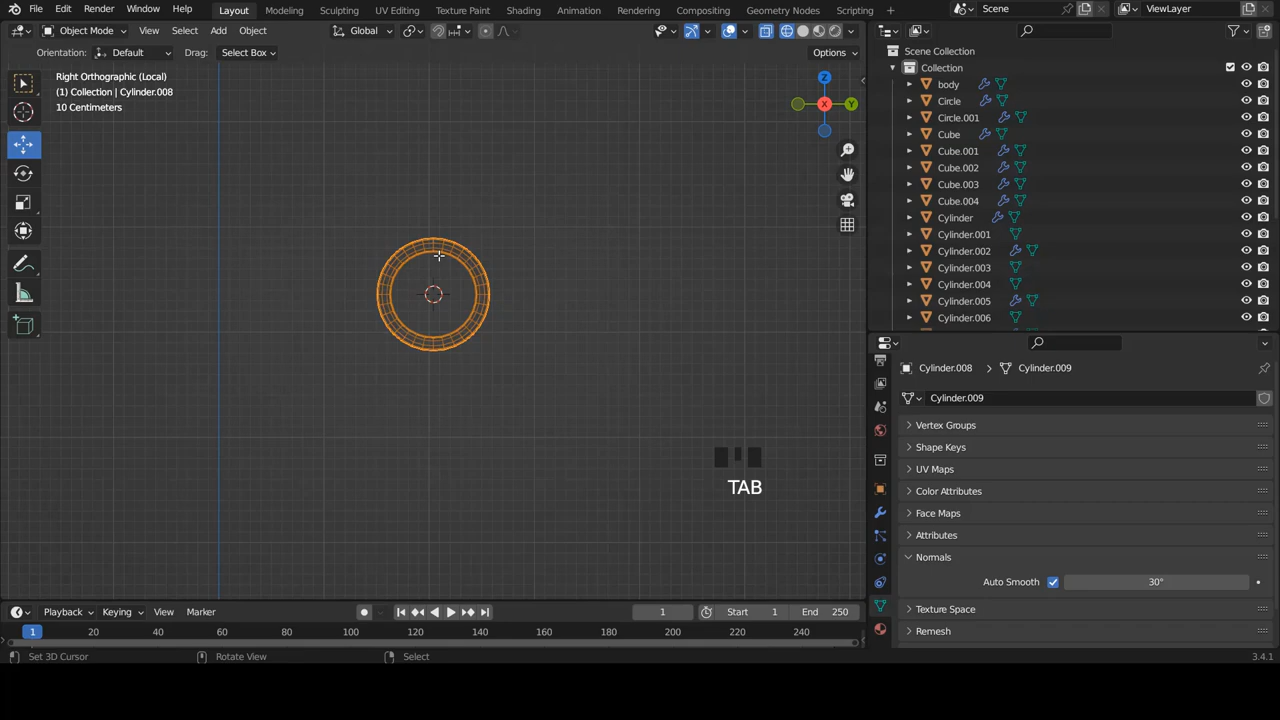 File Edit Render Window Help Layout Modeling Sculpting UV Editing Texture Paint Shading Animation Rendering Compositing Geometry Nodes Scripting Scene ViewLayer
Object Mode View Select Add Object Global
Orientation: Default Drag: Select Box Options
Right Orthographic (Local)
(1) Collection | Cylinder.008
10 Centimeters
Z
X
Y
TAB
Scene Collection
Collection
body
Circle
Circle.001
Cube
Cube.001
Cube.002
Cube.003
Cube.004
Cylinder
Cylinder.001
Cylinder.002
Cylinder.003
Cylinder.004
Cylinder.005
Cylinder.006
Cylinder.008 Cylinder.009
Cylinder.009
Vertex Groups
Shape Keys
UV Maps
Color Attributes
Face Maps
Attributes
Normals
Auto Smooth 30°
Texture Space
Remesh
Playback Keying View Marker 1 Start 1 End 250
1 20 40 60 80 100 120 140 160 180 200 220 240
Set 3D Cursor Rotate View Select 3.4.1